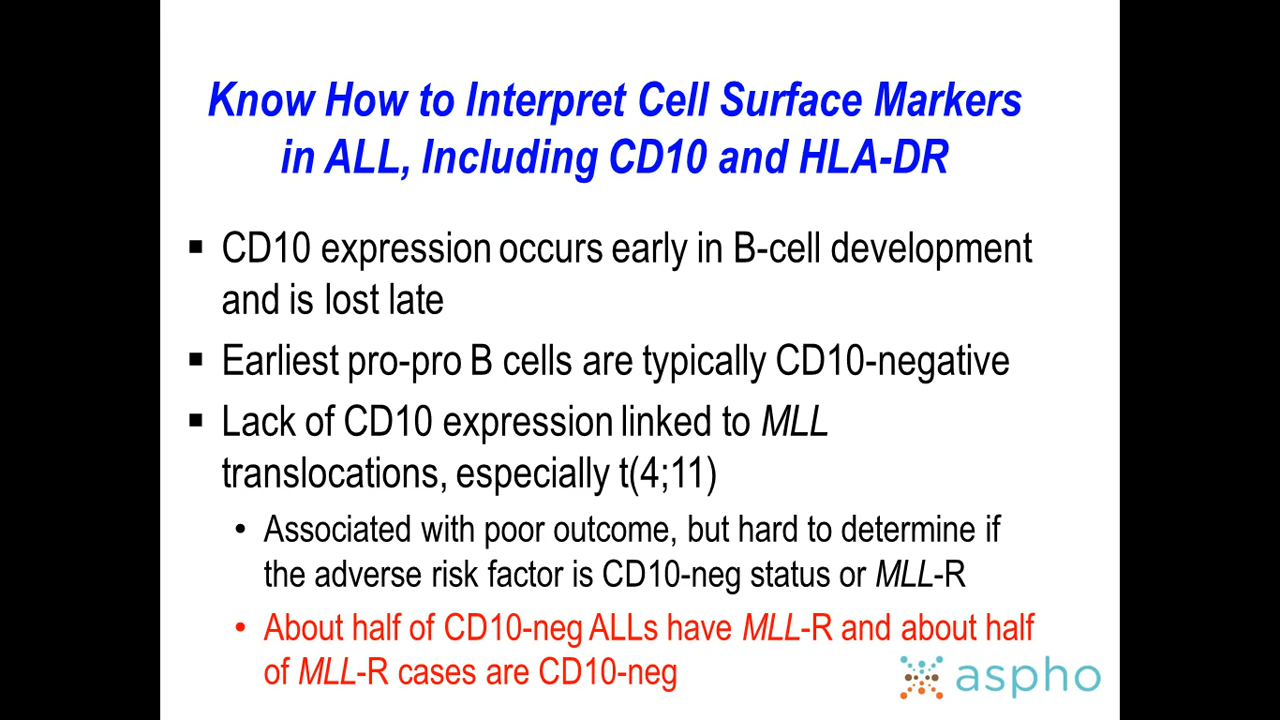 Know How to Interpret Cell Surface Markers
in ALL, Including CD10 and HLA-DR
▪ CD10 expression occurs early in B-cell development
and is lost late
▪ Earliest pro-pro B cells are typically CD10-negative
▪ Lack of CD10 expression linked to MLL
translocations, especially t(4;11)
• Associated with poor outcome, but hard to determine if
the adverse risk factor is CD10-neg status or MLL-R
• About half of CD10-neg ALLs have MLL-R and about half
of MLL-R cases are CD10-neg
aspho